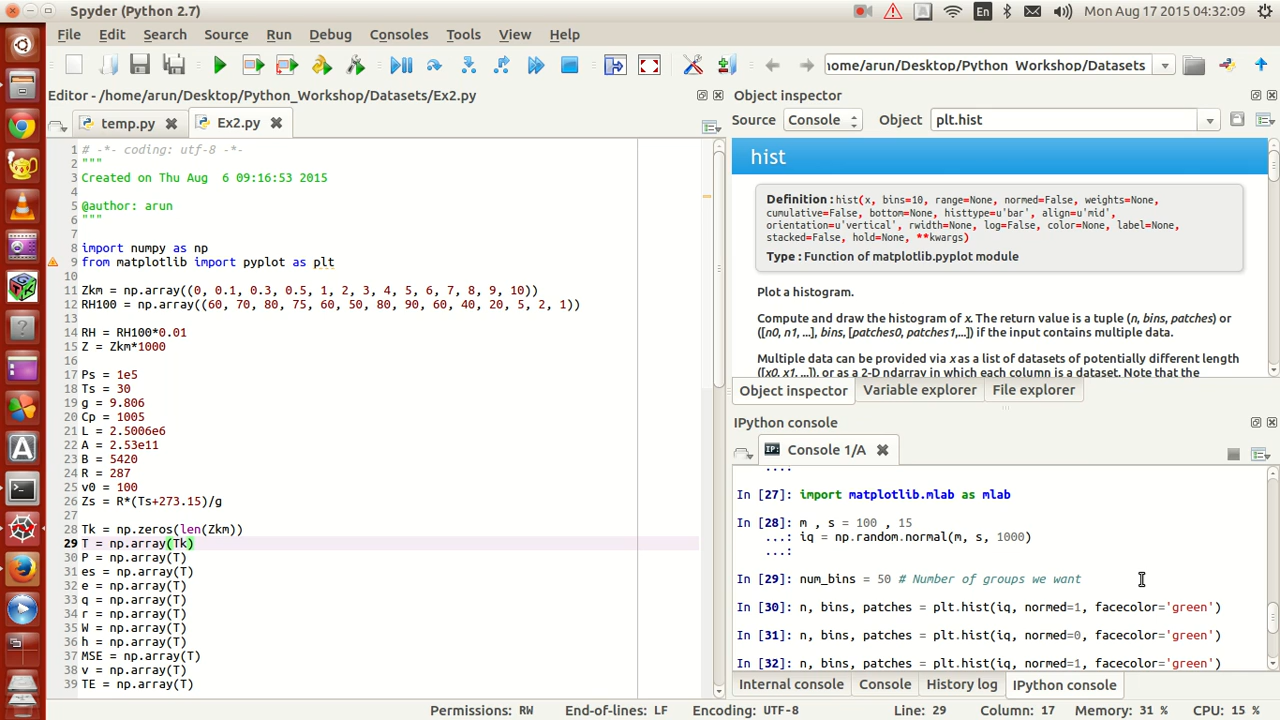 Spyder (Python 2.7)
En
Mon Aug 17 2015 04:32:09
File Edit Search Source Run Debug Consoles Tools View Help
home/arun/Desktop/Python_Workshop/Datasets
Editor - /home/arun/Desktop/Python_Workshop/Datasets/Ex2.py
temp.py
Ex2.py
1 # -*- coding: utf-8 -*-
2 """
3 Created on Thu Aug  6 09:16:53 2015
4
5 @author: arun
6 """
7
8 import numpy as np
9 from matplotlib import pyplot as plt
10
11 Zkm = np.array((0, 0.1, 0.3, 0.5, 1, 2, 3, 4, 5, 6, 7, 8, 9, 10))
12 RH100 = np.array((60, 70, 80, 75, 60, 50, 80, 90, 60, 40, 20, 5, 2, 1))
13
14 RH = RH100*0.01
15 Z = Zkm*1000
16
17 Ps = 1e5
18 Ts = 30
19 g = 9.806
20 Cp = 1005
21 L = 2.5006e6
22 A = 2.53e11
23 B = 5420
24 R = 287
25 v0 = 100
26 Zs = R*(Ts+273.15)/g
27
28 Tk = np.zeros(len(Zkm))
29 T = np.array(Tk)
30 P = np.array(T)
31 es = np.array(T)
32 e = np.array(T)
33 q = np.array(T)
34 r = np.array(T)
35 W = np.array(T)
36 h = np.array(T)
37 MSE = np.array(T)
38 v = np.array(T)
39 TE = np.array(T)
Object inspector
Source Console Object plt.hist
hist
Definition : hist(x, bins=10, range=None, normed=False, weights=None,
cumulative=False, bottom=None, histtype=u'bar', align=u'mid',
orientation=u'vertical', rwidth=None, log=False, color=None, label=None,
stacked=False, hold=None, **kwargs)
Type : Function of matplotlib.pyplot module
Plot a histogram.
Compute and draw the histogram of x. The return value is a tuple (n, bins, patches) or
([n0, n1, ...], bins, [patches0, patches1,...]) if the input contains multiple data.
Multiple data can be provided via x as a list of datasets of potentially different length
([x0, x1, ...]), or as a 2-D ndarray in which each column is a dataset. Note that the
Object inspector Variable explorer File explorer
IPython console
Console 1/A
....:
In [27]: import matplotlib.mlab as mlab
In [28]: m , s = 100 , 15
...: iq = np.random.normal(m, s, 1000)
...:
In [29]: num_bins = 50 # Number of groups we want
In [30]: n, bins, patches = plt.hist(iq, normed=1, facecolor='green')
In [31]: n, bins, patches = plt.hist(iq, normed=0, facecolor='green')
In [32]: n, bins, patches = plt.hist(iq, normed=1, facecolor='green')
Internal console Console History log IPython console
Permissions: RW End-of-lines: LF Encoding: UTF-8 Line: 29 Column: 17 Memory: 31 % CPU: 15 %